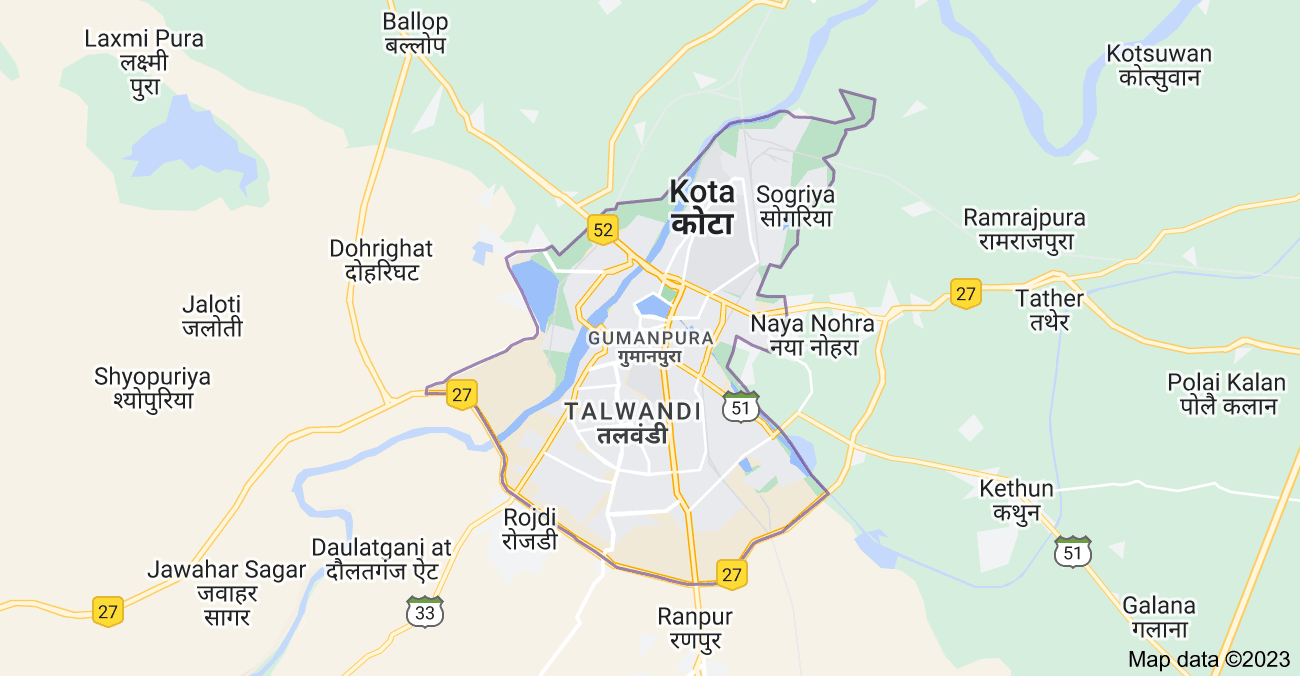 Ballop
बल्लोप
Laxmi Pura
लक्ष्मी
पुरा
Kotsuwan
कोत्सुवान
Kota
कोटा
Sogriya
सोगरिया
52
Ramrajpura
रामराजपुरा
Dohrighat
दोहरिघट
27
Tather
तथेर
Jaloti
जलोती
Naya Nohra
नया नोहरा
GUMANPURA
गुमानपुरा
Shyopuriya
श्योपुरिया
27
Polai Kalan
पोलै कलान
TALWANDI
तलवंडी
51
Kethun
कथुन
Rojdi
रोजडी
51
Daulatganj at
दौलतगंज ऐट
Jawahar Sagar
जवाहर
सागर
27
27
33
Ranpur
रणपुर
Galana
गलाना
Map data ©2023